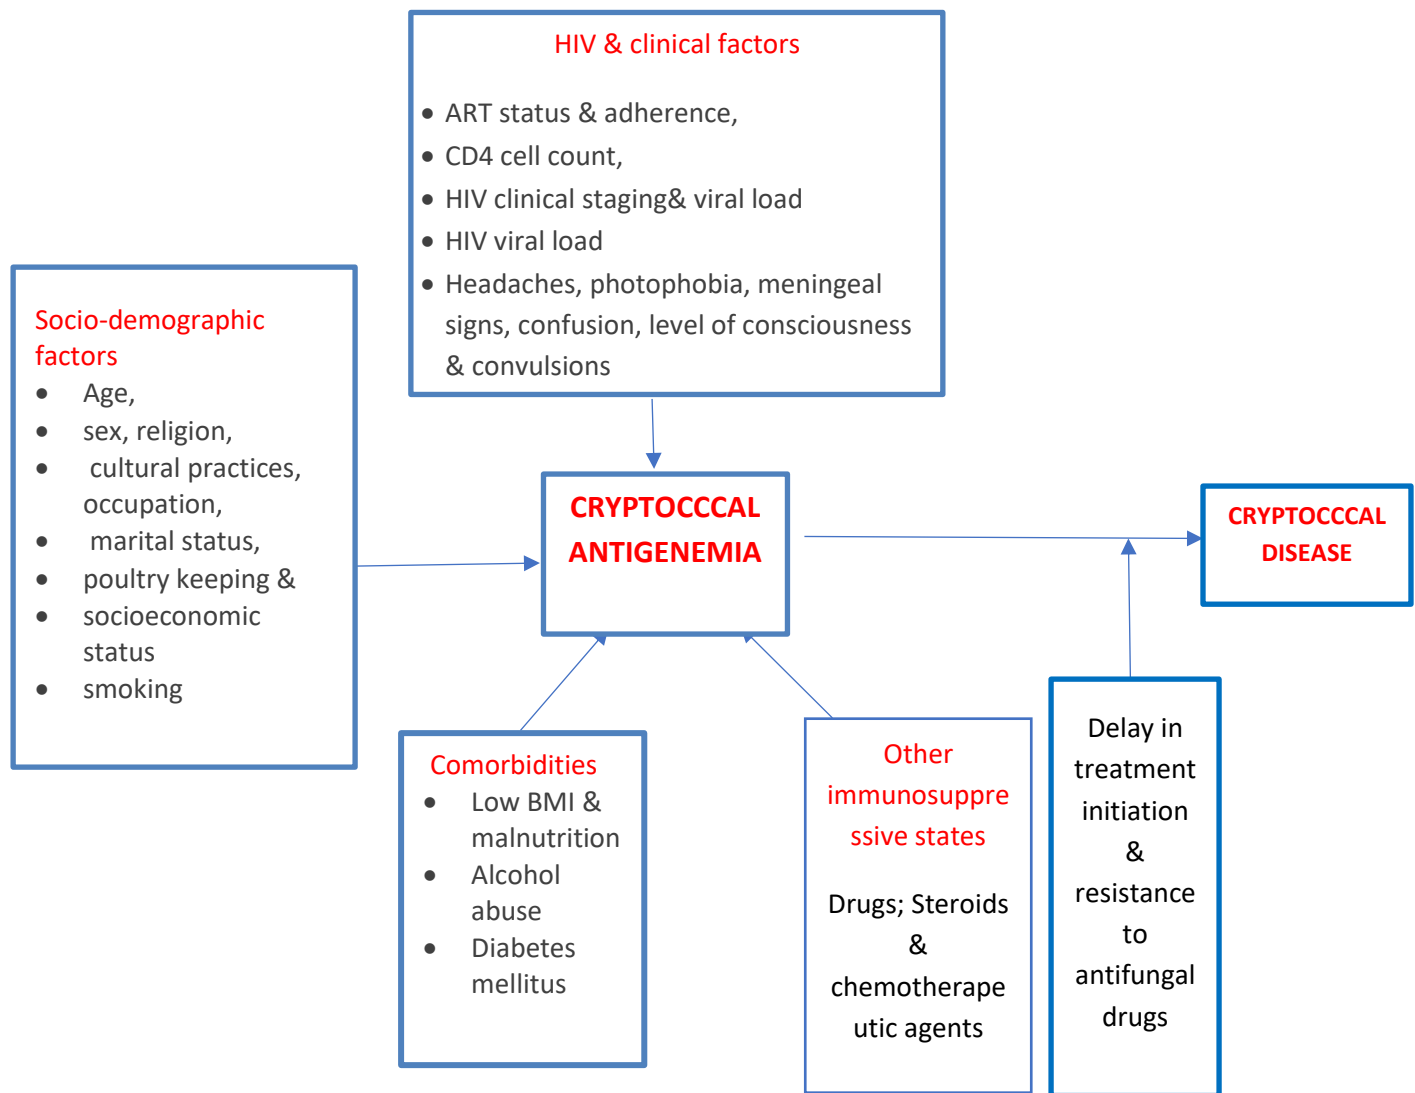 HIV & clinical factors
• ART status & adherence,
• CD4 cell count,
• HIV clinical staging& viral load
• HIV viral load
• Headaches, photophobia, meningeal
signs, confusion, level of consciousness
& convulsions
Socio-demographic
factors
• Age,
• sex, religion,
• cultural practices,
occupation,
• marital status,
• poultry keeping &
• socioeconomic
status
• smoking
CRYPTOCCCAL
ANTIGENEMIA
CRYPTOCCCAL
DISEASE
Comorbidities
• Low BMI &
malnutrition
• Alcohol
abuse
• Diabetes
mellitus
Other
immunosuppre
ssive states
Drugs; Steroids
&
chemotherape
utic agents
Delay in
treatment
initiation
&
resistance
to
antifungal
drugs